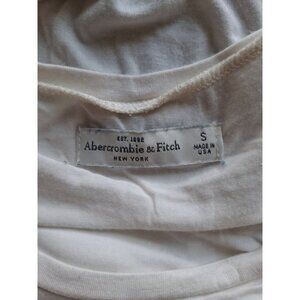 EST. 1892
Abercrombie & Fitch
NEW YORK
S
MADE IN
USA